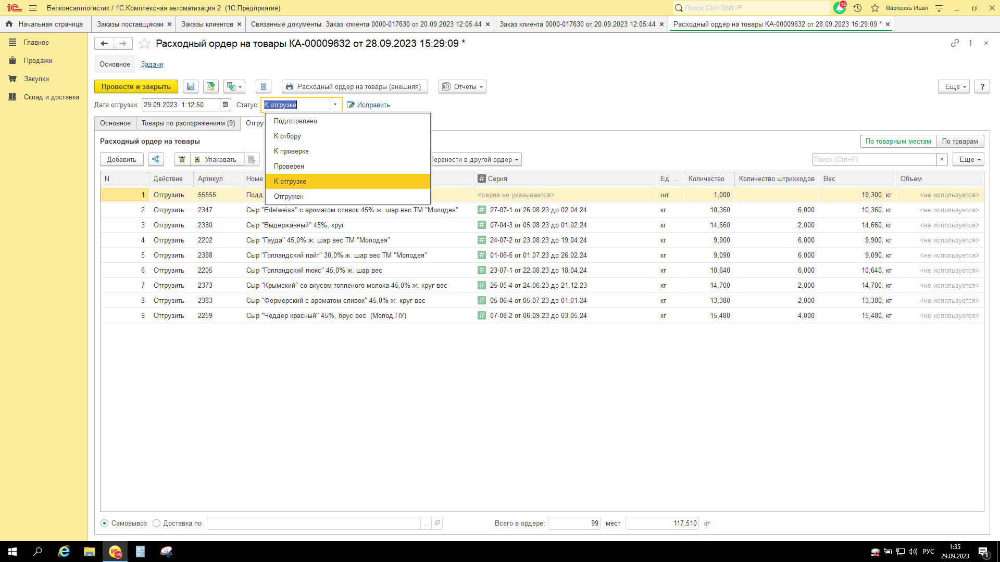 Белконсалтлогистик / 1С:Комплексная автоматизация 2 (1С:Предприятие)
Поиск Ctrl+Shift+F
15
Маркелов Иван
Начальная страница
Заказы поставщикам
Заказы клиентов
Связанные документы: Заказ клиента 0000-017630 от 20.09.2023 12:05:44
Заказ клиента 0000-017630 от 20.09.2023 12:05:44
Расходный ордер на товары КА-00009632 от 28.09.2023 15:29:09 *
Главное
Продажи
Закупки
Склад и доставка
Расходный ордер на товары КА-00009632 от 28.09.2023 15:29:09 *
Основное Задачи
Провести и закрыть Расходный ордер на товары (внешняя) Отчеты Еще ?
Дата отгрузки: 29.09.2023 1:12:50 Статус: К отгрузке Исправить
Основное Товары по распоряжениям (9) Отгру
Подготовлено
К отбору
К проверке
Проверен
К отгрузке
Отгружен
Расходный ордер на товары По товарным местам По товарам
Добавить Упаковать Перенести в другой ордер Поиск (Ctrl+F) × Еще
N Действие Артикул Номе # Серия Ед. ... Количество Количество штрихкодов Вес Объем
1 Отгрузить 55555 Подд <серия не указывается> шт 1,000 19,300, кг <не используется>
2 Отгрузить 2347 Сыр "Edelweiss" с ароматом сливок 45% ж. шар вес ТМ "Молодея" # 27-07-1 от 26.08.23 до 02.04.24 кг 10,360 6,000 10,360, кг <не используется>
3 Отгрузить 2380 Сыр "Выдержанный" 45%, круг # 07-04-3 от 05.08.23 до 01.02.24 кг 14,660 2,000 14,660, кг <не используется>
4 Отгрузить 2202 Сыр "Гауда" 45,0% ж. шар вес ТМ "Молодея" # 24-07-2 от 23.08.23 до 19.04.24 кг 9,900 6,000 9,900, кг <не используется>
5 Отгрузить 2388 Сыр "Голландский лайт" 30,0% ж. шар вес ТМ "Молодея" # 01-06-5 от 01.07.23 до 26.02.24 кг 9,090 6,000 9,090, кг <не используется>
6 Отгрузить 2205 Сыр "Голландский люкс" 45,0% ж. шар вес # 23-07-1 от 22.08.23 до 18.04.24 кг 10,640 6,000 10,640, кг <не используется>
7 Отгрузить 2373 Сыр "Крымский" со вкусом топленого молока 45,0% ж. круг вес # 25-05-4 от 24.06.23 до 21.12.23 кг 14,700 2,000 14,700, кг <не используется>
8 Отгрузить 2383 Сыр "Фермерский с ароматом сливок" 45,0% ж. круг вес # 05-06-4 от 05.07.23 до 01.01.24 кг 13,380 2,000 13,380, кг <не используется>
9 Отгрузить 2259 Сыр "Чеддер красный" 45%, брус вес (Молод.ПУ) # 07-08-2 от 06.09.23 до 03.05.24 кг 15,480 4,000 15,480, кг <не используется>
Самовывоз Доставка по ... Всего в ордере: 99 мест 117,510 кг
15
РУС
1:35
29.09.2023
1